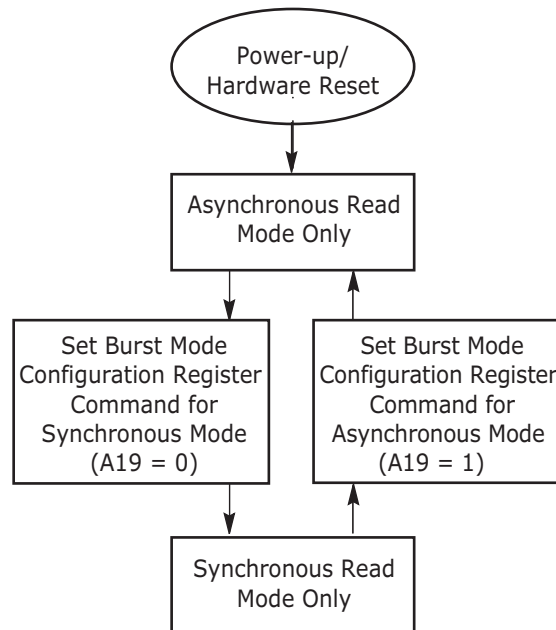 Power-up/
Hardware Reset
Asynchronous Read
Mode Only
Set Burst Mode
Configuration Register
Command for
Synchronous Mode
(A19 = 0)
Set Burst Mode
Configuration Register
Command for
Asynchronous Mode
(A19 = 1)
Synchronous Read
Mode Only